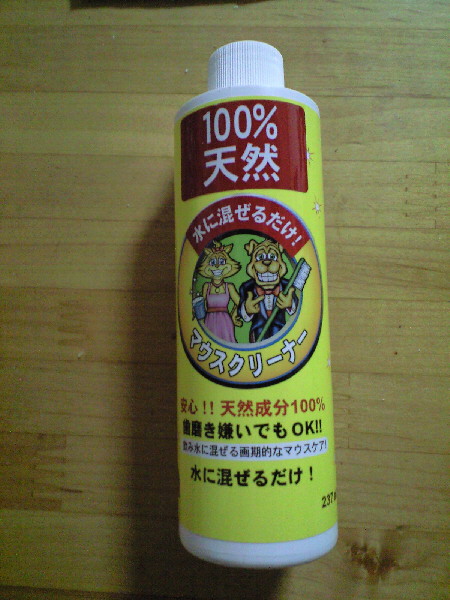 100%
天然
水に混ぜるだけ!
マウスクリーナー
安心!! 天然成分100%
歯磨き嫌いでもOK!!
飲み水に混ぜる画期的なマウスケア!
水に混ぜるだけ!
237m